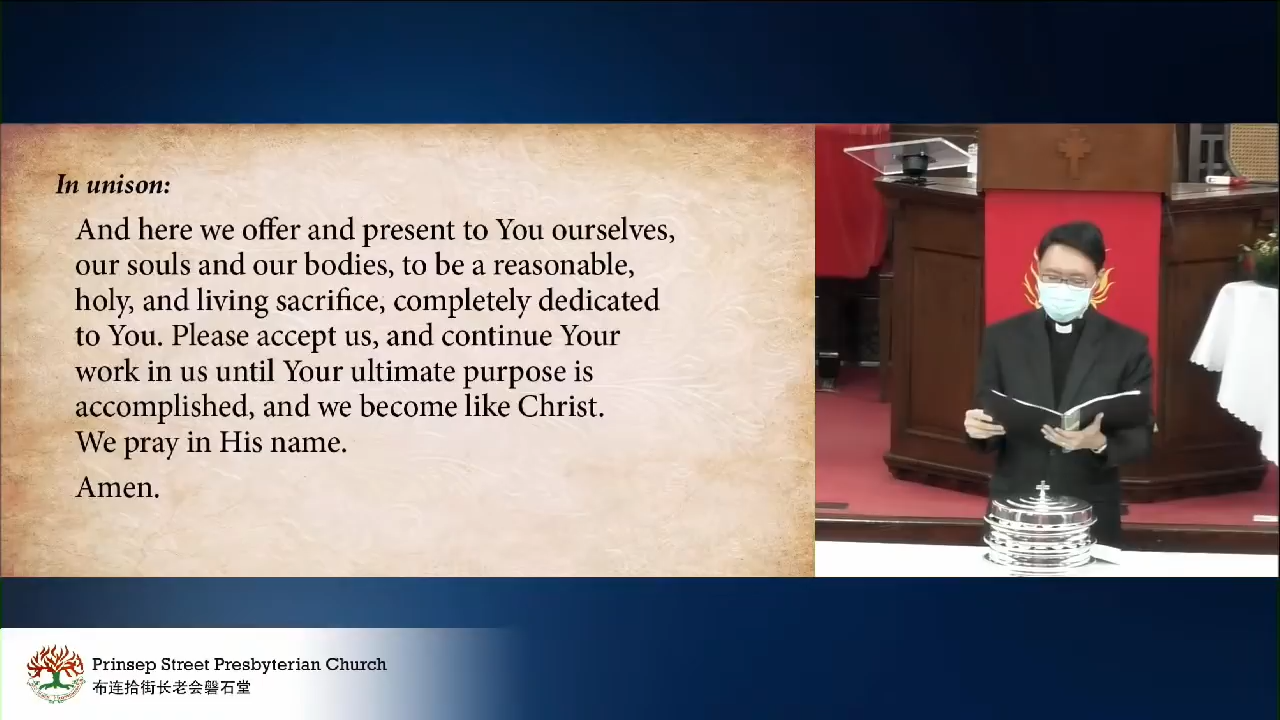 In unison:
And here we offer and present to You ourselves,
our souls and our bodies, to be a reasonable,
holy, and living sacrifice, completely dedicated
to You. Please accept us, and continue Your
work in us until Your ultimate purpose is
accomplished, and we become like Christ.
We pray in His name.
Amen.
Prinsep Street Presbyterian Church
布连拾街长老会磐石堂